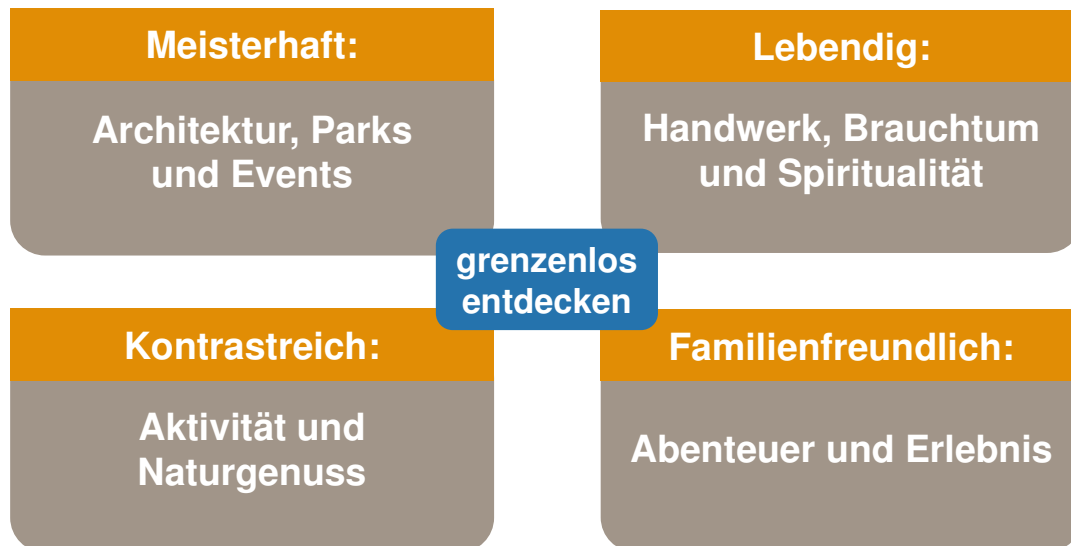 Meisterhaft:
Architektur, Parks
und Events
Lebendig:
Handwerk, Brauchtum
und Spiritualität
grenzenlos
entdecken
Kontrastreich:
Aktivität und
Naturgenuss
Familienfreundlich:
Abenteuer und Erlebnis